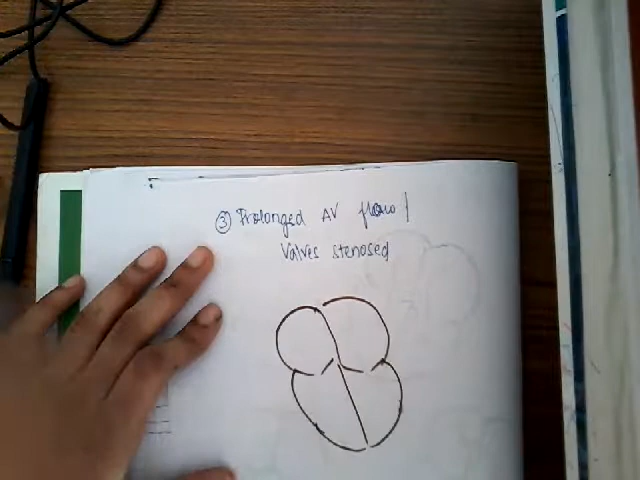 ③ Prolonged AV flow /
Valves stenosed